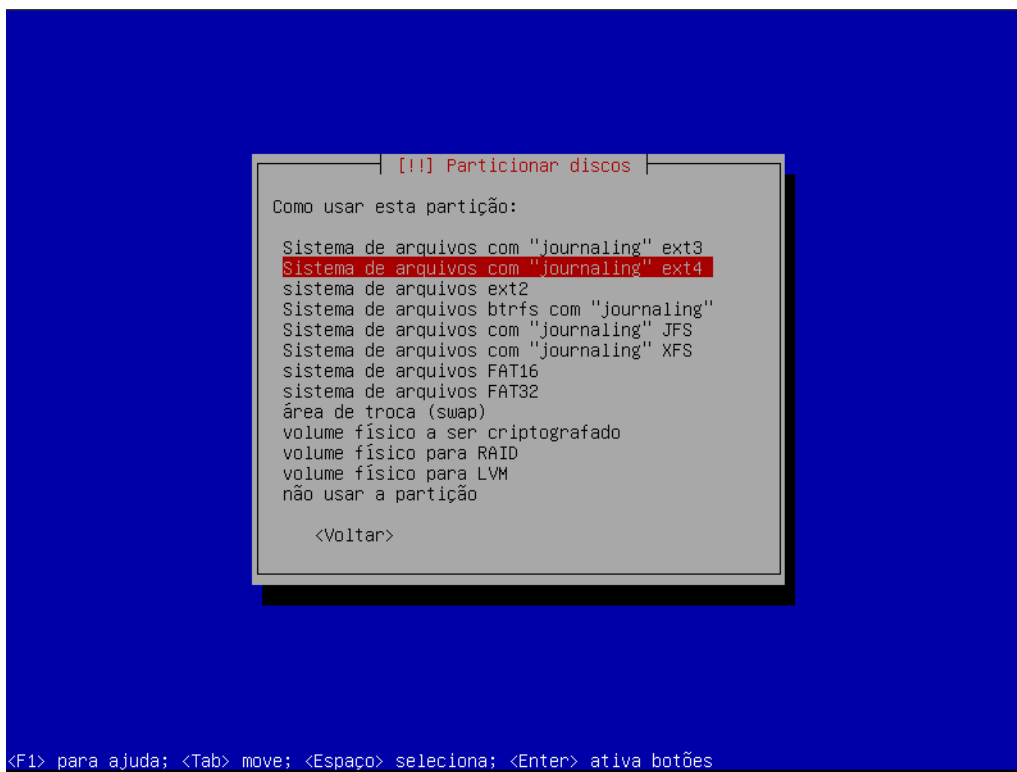 [!!] Particionar discos
Como usar esta partição:
Sistema de arquivos com "journaling" ext3
Sistema de arquivos com "journaling" ext4
sistema de arquivos ext2
Sistema de arquivos btrfs com "journaling"
Sistema de arquivos com "journaling" JFS
Sistema de arquivos com "journaling" XFS
sistema de arquivos FAT16
sistema de arquivos FAT32
área de troca (swap)
volume físico a ser criptografado
volume físico para RAID
volume físico para LVM
não usar a partição
<Voltar>
<F1> para ajuda; <Tab> move; <Espaço> seleciona; <Enter> ativa botões